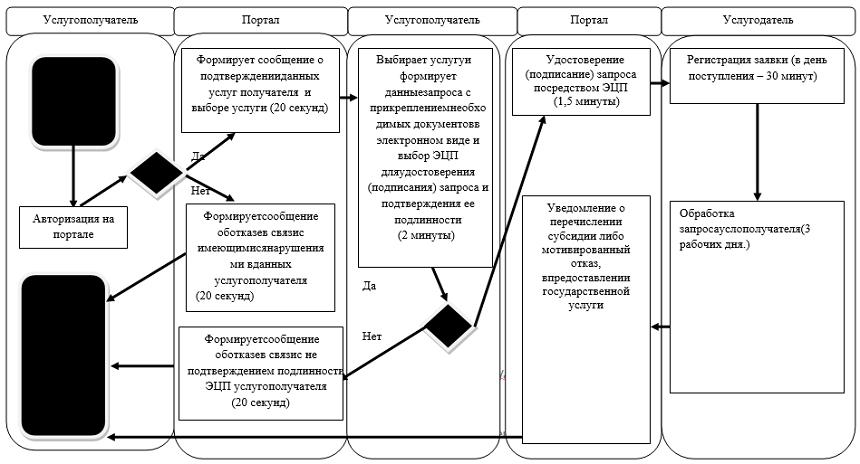 Услугополучатель
Портал
Услугополучатель
Портал
Услугодатель
Формирует сообщение о
подтвержденииданных
услуг получателя и
выборе услуги (20 секунд)
Да
Нет
Авторизация на
портале
Формируетсообщение
оботказев связис
имеющимисянарушения
ми вданных
услугополучателя
(20 секунд)
Формируетсообщение
оботказев связис не
подтверждением подлинности
ЭЦП услугополучателя
(20 секунд)
Выбирает услугуи
формирует
данныезапроса с
прикреплениемнеобхо
димых документовв
электронном виде и
выбор ЭЦП
дляудостоверения
(подписания) запроса и
подтверждения ее
подлинности
(2 минуты)
Да
Нет
Удостоверение
(подписание) запроса
посредством ЭЦП
(1,5 минуты)
Уведомление о
перечислении
субсидии либо
мотивированный
отказ,
впредоставлении
государственной
услуги
Регистрация заявки (в день
поступления – 30 минут)
Обработка
запросауслополучателя(3
рабочих дня.)